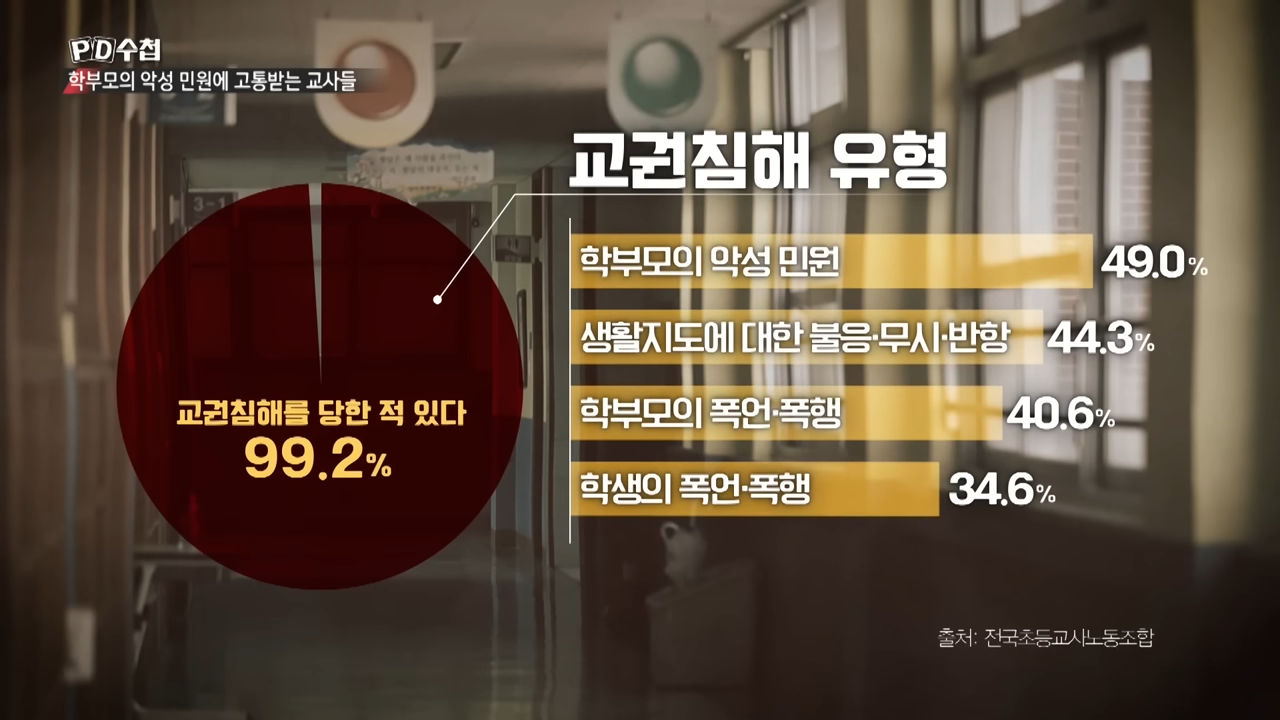 PD수첩
학부모의 악성 민원에 고통받는 교사들
교권침해 유형
3-1
교권침해를 당한 적 있다
99.2%
학부모의 악성 민원 49.0%
생활지도에 대한 불응·무시·반항 44.3%
학부모의 폭언·폭행 40.6%
학생의 폭언·폭행 34.6%
출처: 전국초등교사노동조합